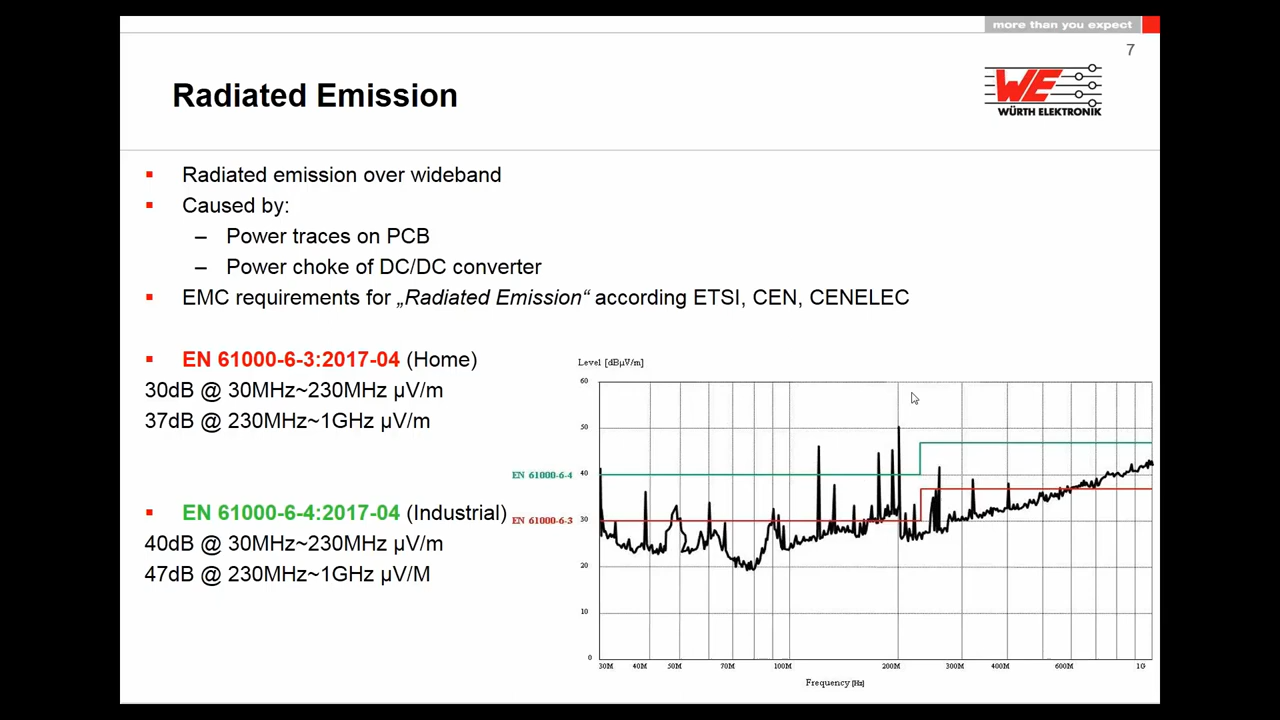 more than you expect
7
Radiated Emission
WE
WÜRTH ELEKTRONIK
Radiated emission over wideband
Caused by:
– Power traces on PCB
– Power choke of DC/DC converter
EMC requirements for „Radiated Emission“ according ETSI, CEN, CENELEC
EN 61000-6-3:2017-04 (Home)
30dB @ 30MHz~230MHz µV/m
37dB @ 230MHz~1GHz µV/m
EN 61000-6-4:2017-04 (Industrial)
40dB @ 30MHz~230MHz µV/m
47dB @ 230MHz~1GHz µV/M
Level [dBµV/m]
60
50
EN 61000-6-4 40
EN 61000-6-3 30
20
10
0
30M 40M 50M 70M 100M 200M 300M 400M 600M 1G
Frequency [Hz]